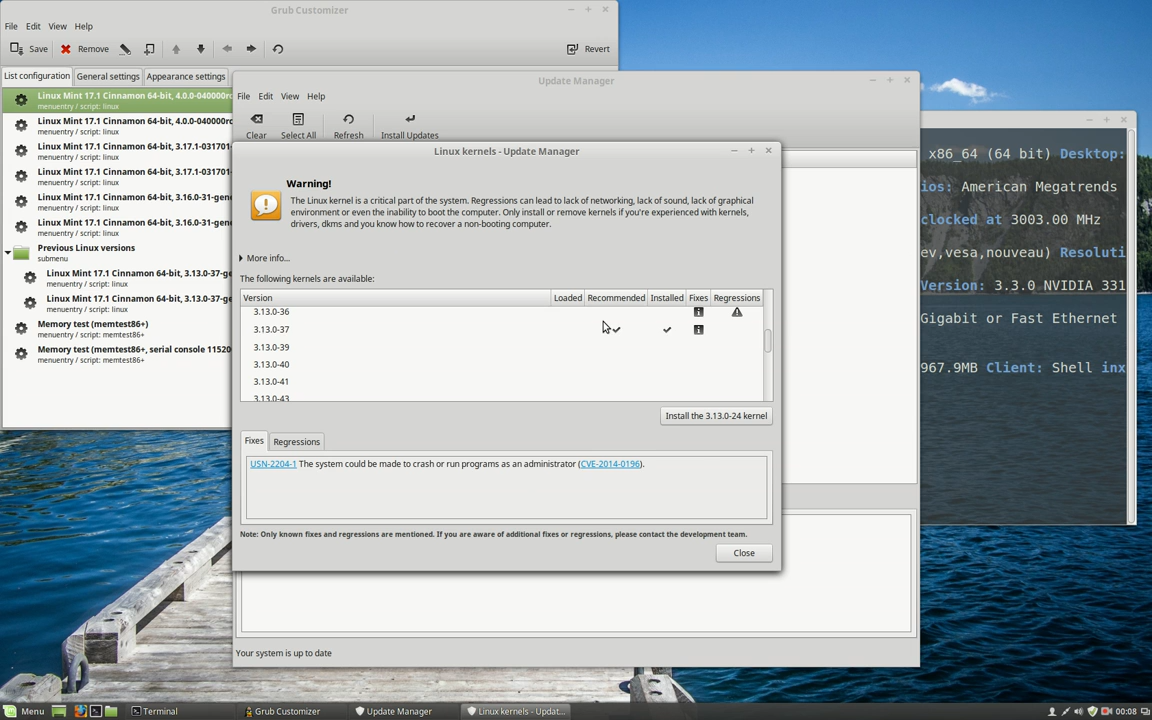 Grub Customizer
File Edit View Help
Save Remove Revert
List configuration General settings Appearance settings
Linux Mint 17.1 Cinnamon 64-bit, 4.0.0-040000rc
menuentry / script: linux
Linux Mint 17.1 Cinnamon 64-bit, 4.0.0-040000rc
menuentry / script: linux
Linux Mint 17.1 Cinnamon 64-bit, 3.17.1-031701-
menuentry / script: linux
Linux Mint 17.1 Cinnamon 64-bit, 3.17.1-031701-
menuentry / script: linux
Linux Mint 17.1 Cinnamon 64-bit, 3.16.0-31-gene
menuentry / script: linux
Linux Mint 17.1 Cinnamon 64-bit, 3.16.0-31-gene
menuentry / script: linux
Previous Linux versions
submenu
Linux Mint 17.1 Cinnamon 64-bit, 3.13.0-37-ge
menuentry / script: linux
Linux Mint 17.1 Cinnamon 64-bit, 3.13.0-37-ge
menuentry / script: linux
Memory test (memtest86+)
menuentry / script: memtest86+
Memory test (memtest86+, serial console 11520
menuentry / script: memtest86+
Update Manager
File Edit View Help
Clear Select All Refresh Install Updates
Linux kernels - Update Manager
Warning!
The Linux kernel is a critical part of the system. Regressions can lead to lack of networking, lack of sound, lack of graphical
environment or even the inability to boot the computer. Only install or remove kernels if you're experienced with kernels,
drivers, dkms and you know how to recover a non-booting computer.
More info...
The following kernels are available:
Version Loaded Recommended Installed Fixes Regressions
3.13.0-36
3.13.0-37
3.13.0-39
3.13.0-40
3.13.0-41
3.13.0-43
Install the 3.13.0-24 kernel
Fixes Regressions
USN-2204-1 The system could be made to crash or run programs as an administrator (CVE-2014-0196).
Note: Only known fixes and regressions are mentioned. If you are aware of additional fixes or regressions, please contact the development team.
Close
Your system is up to date
x86_64 (64 bit) Desktop:
ios: American Megatrends
clocked at 3003.00 MHz
ev,vesa,nouveau) Resoluti
Version: 3.3.0 NVIDIA 331
Gigabit or Fast Ethernet
967.9MB Client: Shell inx
Menu Terminal Grub Customizer Update Manager Linux kernels - Updat... 00:08